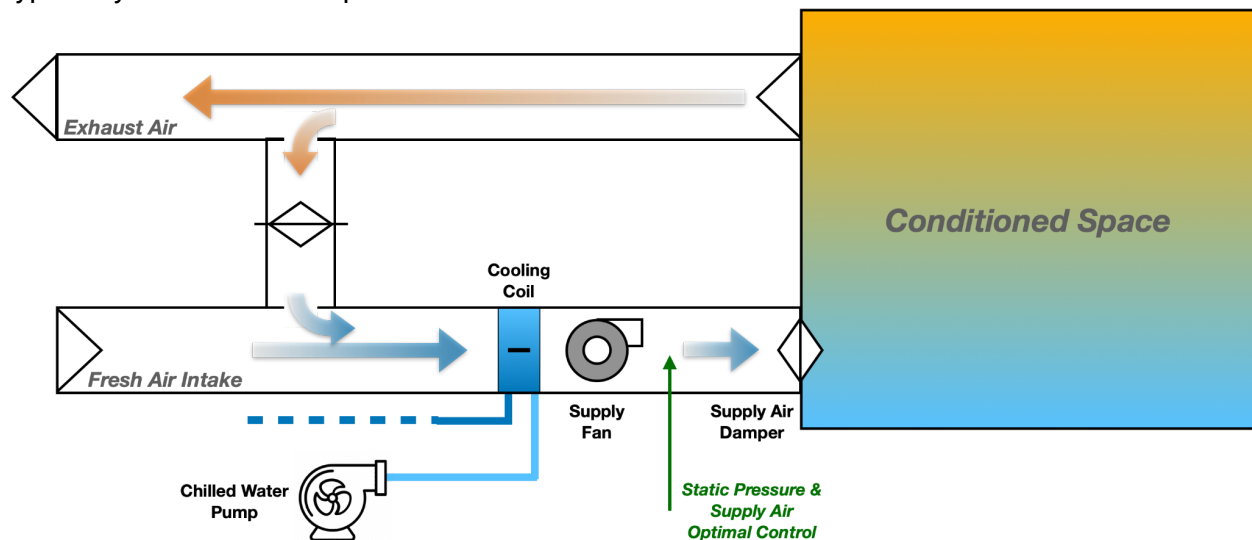 Exhaust Air
Conditioned Space
Cooling
Coil
Fresh Air Intake
Supply
Fan
Supply Air
Damper
Chilled Water
Pump
Static Pressure &
Supply Air
Optimal Control